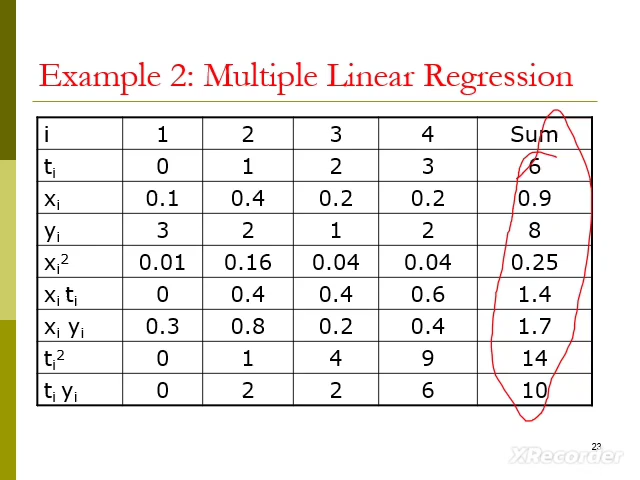 Example 2: Multiple Linear Regression
i 1 2 3 4 Sum
tᵢ 0 1 2 3 6
xᵢ 0.1 0.4 0.2 0.2 0.9
yᵢ 3 2 1 2 8
xᵢ² 0.01 0.16 0.04 0.04 0.25
xᵢ tᵢ 0 0.4 0.4 0.6 1.4
xᵢ yᵢ 0.3 0.8 0.2 0.4 1.7
tᵢ² 0 1 4 9 14
tᵢ yᵢ 0 2 2 6 10
23
XRecorder